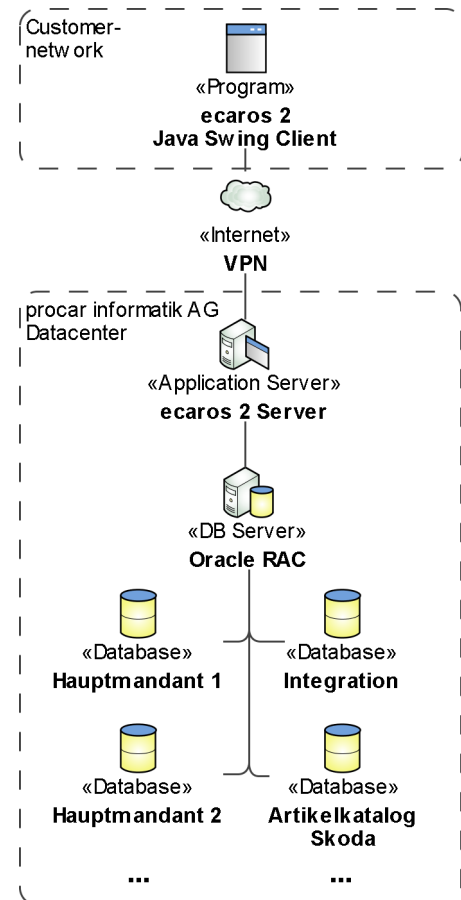 Customer-
network
«Program»
ecaros 2
Java Swing Client
«Internet»
VPN
procar informatik AG
Datacenter
«Application Server»
ecaros 2 Server
«DB Server»
Oracle RAC
«Database»
Hauptmandant 1
«Database»
Integration
«Database»
Hauptmandant 2
«Database»
Artikelkatalog
Skoda
...
...